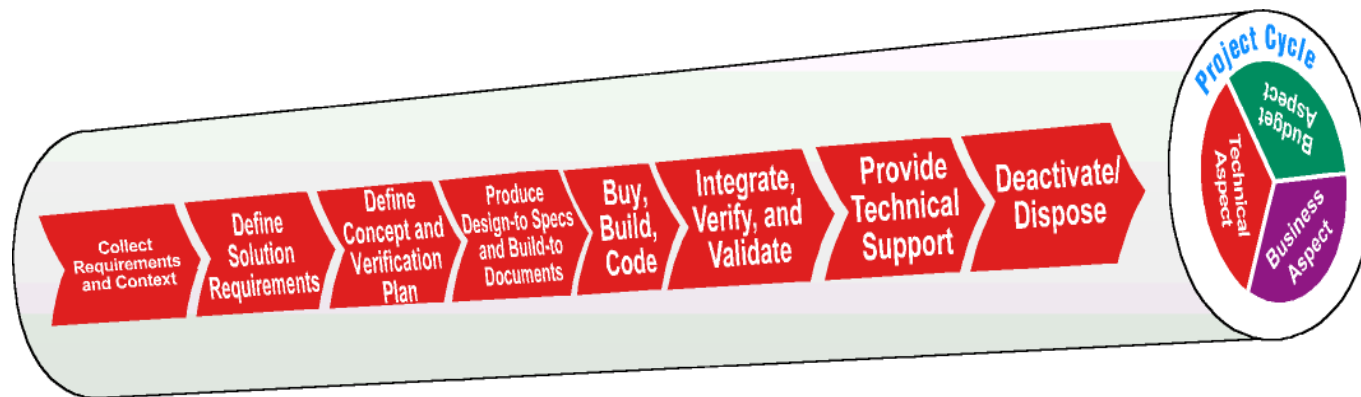 Collect
Requirements
and Context
Define
Solution
Requirements
Define
Concept and
Verification
Plan
Produce
Design-to Specs
and Build-to
Documents
Buy,
Build,
Code
Integrate,
Verify, and
Validate
Provide
Technical
Support
Deactivate/
Dispose
Project Cycle
Budget
Aspect
Technical
Aspect
Business
Aspect